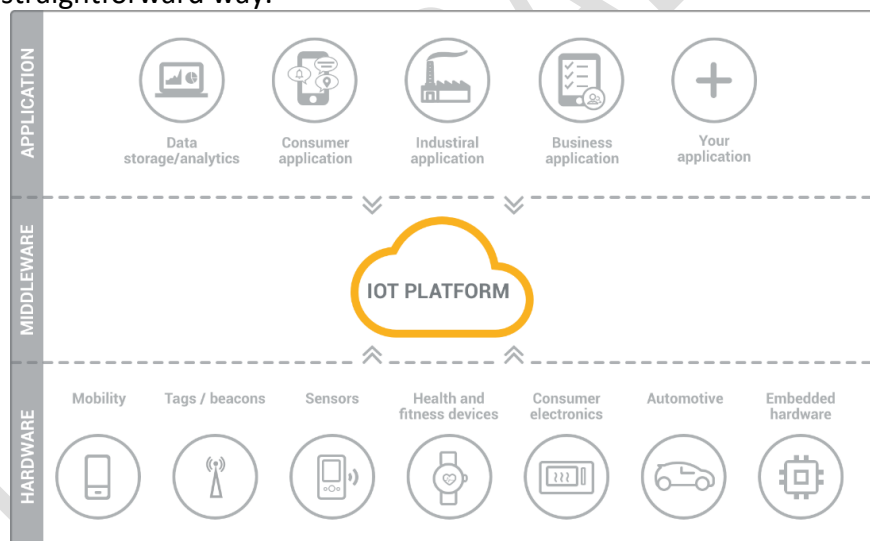 straightforward way.
APPLICATION
Data
storage/analytics
Consumer
application
Industiral
application
Business
application
Your
application
MIDDLEWARE
IOT PLATFORM
HARDWARE
Mobility
Tags / beacons
Sensors
Health and
fitness devices
Consumer
electronics
Automotive
Embedded
hardware